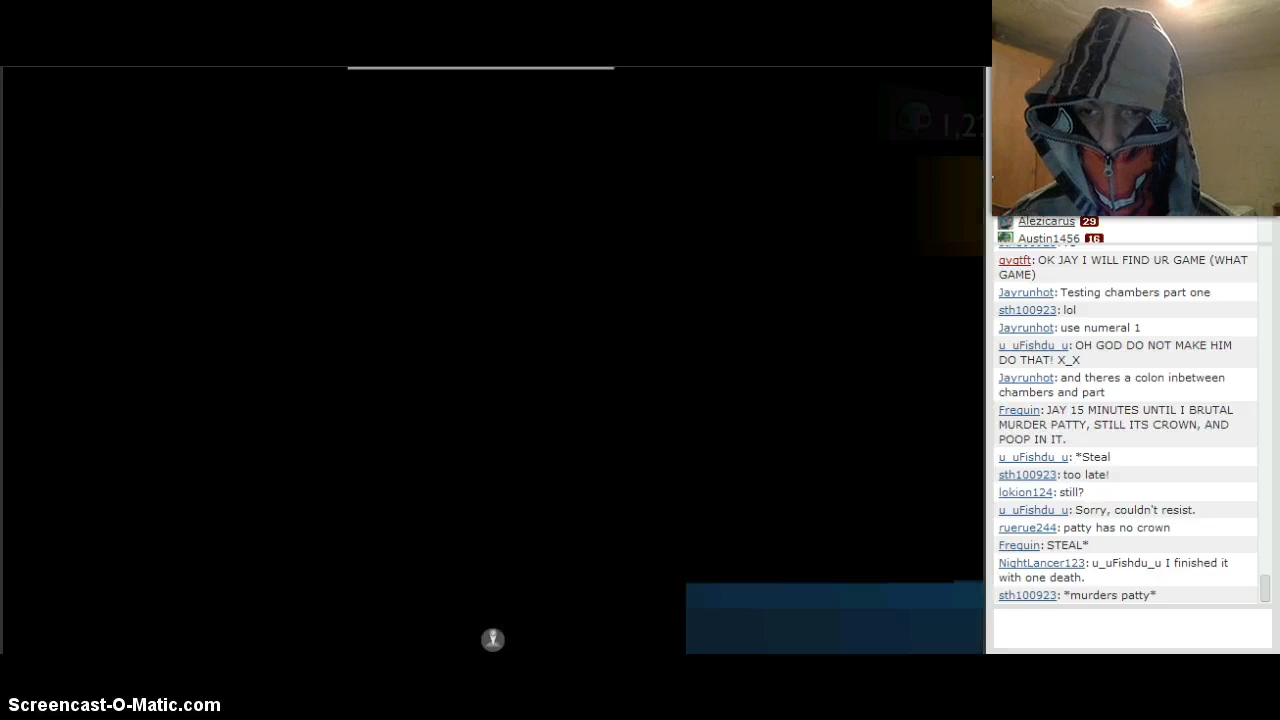 1,2
Alezicarus 29
Austin1456 16
gvgtft: OK JAY I WILL FIND UR GAME (WHAT
GAME)
Jayrunhot: Testing chambers part one
sth100923: lol
Jayrunhot: use numeral 1
u_uFishdu_u: OH GOD DO NOT MAKE HIM
DO THAT! X_X
Jayrunhot: and theres a colon inbetween
chambers and part
Frequin: JAY 15 MINUTES UNTIL I BRUTAL
MURDER PATTY, STILL ITS CROWN, AND
POOP IN IT.
u_uFishdu_u: *Steal
sth100923: too late!
lokion124: still?
u_uFishdu_u: Sorry, couldn't resist.
ruerue244: patty has no crown
Frequin: STEAL*
NightLancer123: u_uFishdu_u I finished it
with one death.
sth100923: *murders patty*
Screencast-O-Matic.com